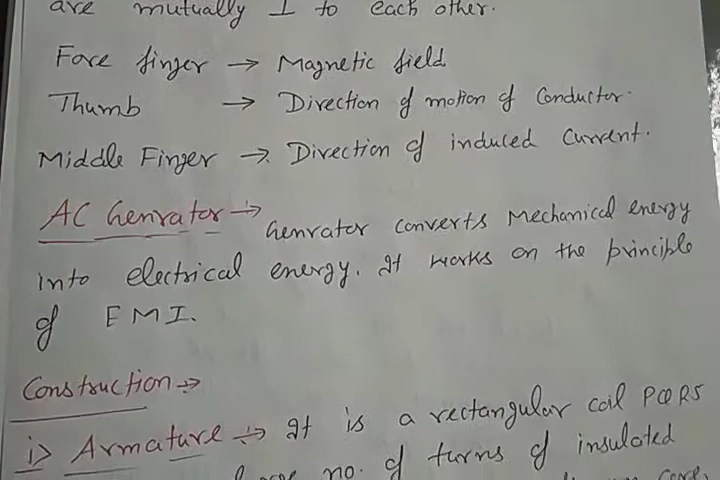 are mutually ⊥ to each other.
Fore finger → Magnetic field
Thumb → Direction of motion of Conductor.
Middle Finger → Direction of induced Current.
AC Genrator → Genrator converts Mechanical energy
into electrical energy. It works on the principle
of EMI.
Construction →
i> Armature → It is a rectangular coil PQRS
large no. of turns of insulated